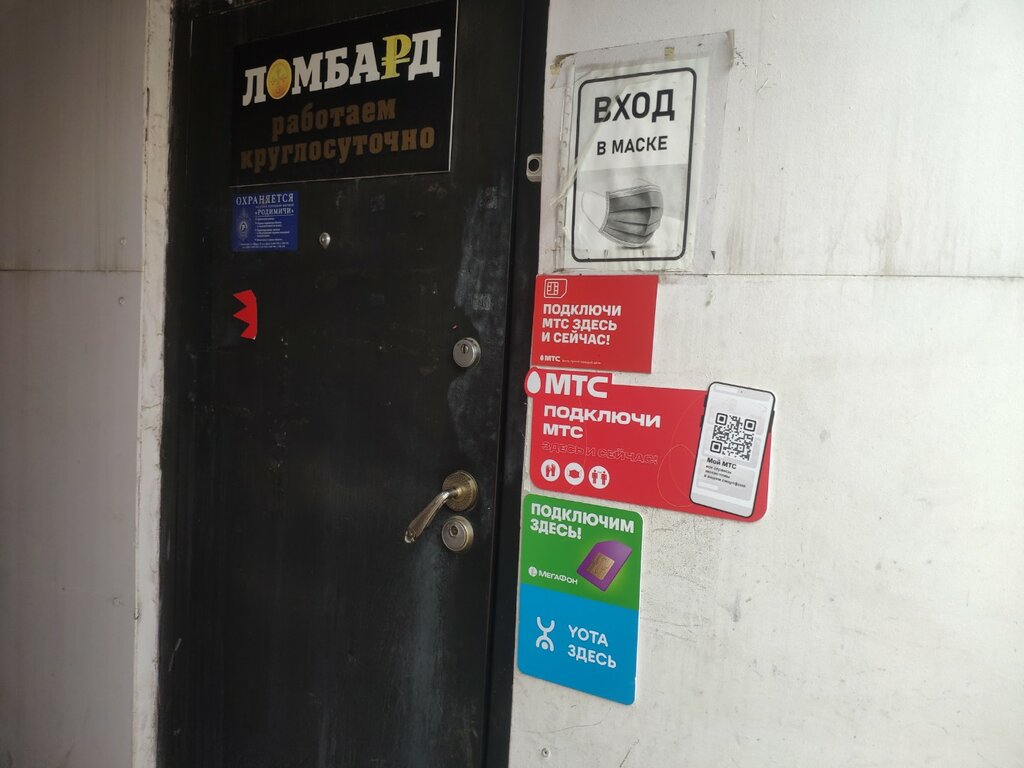 ЛОМБАРД
работаем
круглосуточно
ОХРАНЯЕТСЯ
«РОДИМИЧИ»
ВХОД
В МАСКЕ
ПОДКЛЮЧИ
МТС ЗДЕСЬ
И СЕЙЧАС!
МТС
МТС
ПОДКЛЮЧИ
МТС
ЗДЕСЬ И СЕЙЧАС!
Мой МТС
ПОДКЛЮЧИМ
ЗДЕСЬ!
МЕГАФОН
YOTA
ЗДЕСЬ